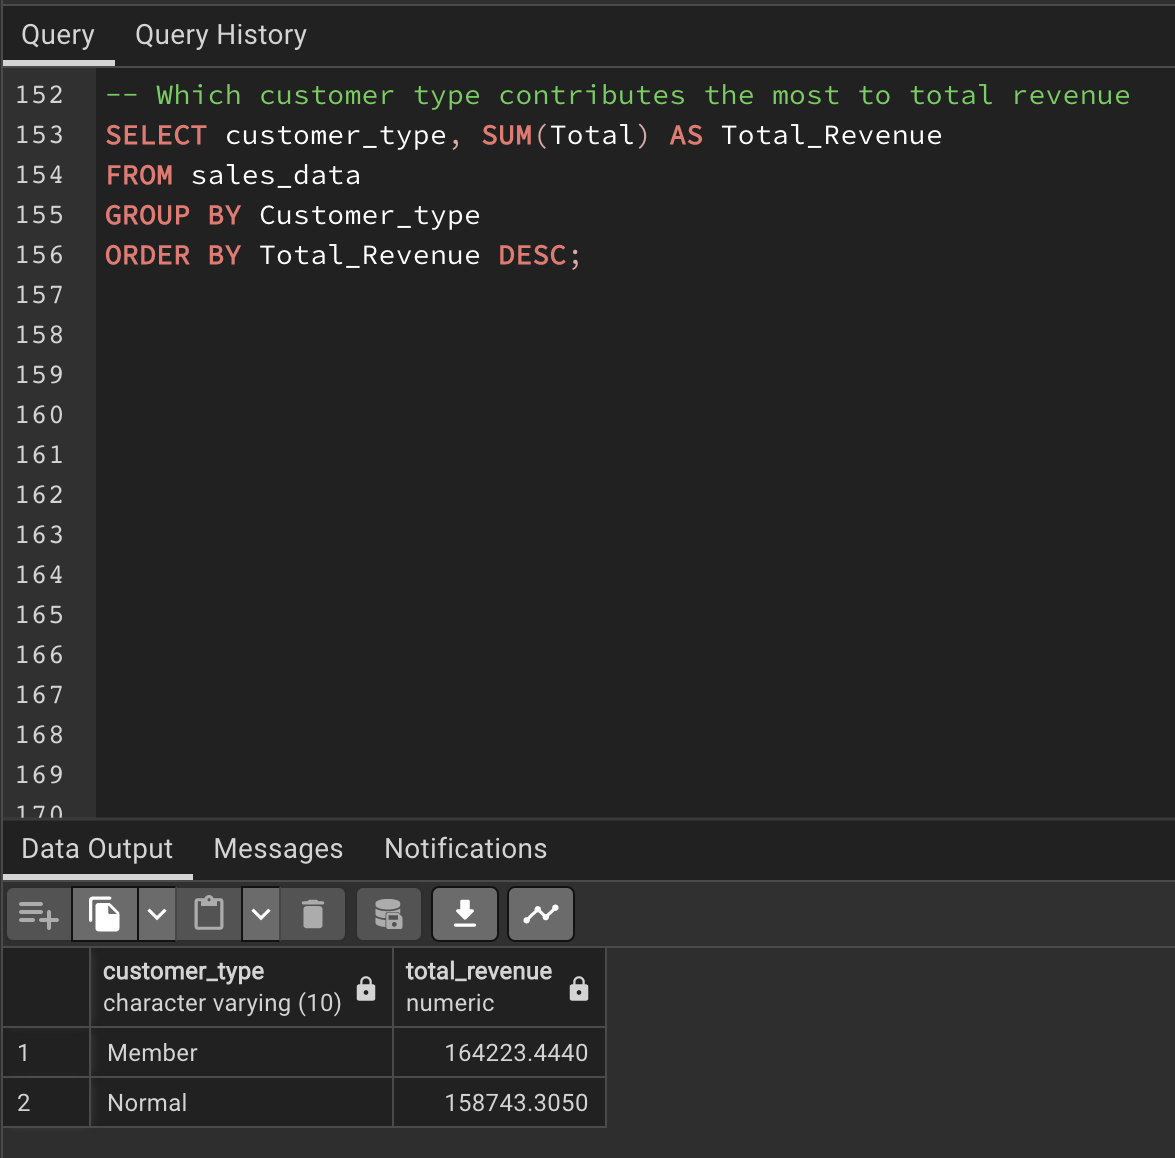 Query Query History
152 -- Which customer type contributes the most to total revenue
153 SELECT customer_type, SUM(Total) AS Total_Revenue
154 FROM sales_data
155 GROUP BY Customer_type
156 ORDER BY Total_Revenue DESC;
157
158
159
160
161
162
163
164
165
166
167
168
169
170
Data Output Messages Notifications
customer_type total_revenue
character varying (10) numeric
1 Member 164223.4440
2 Normal 158743.3050